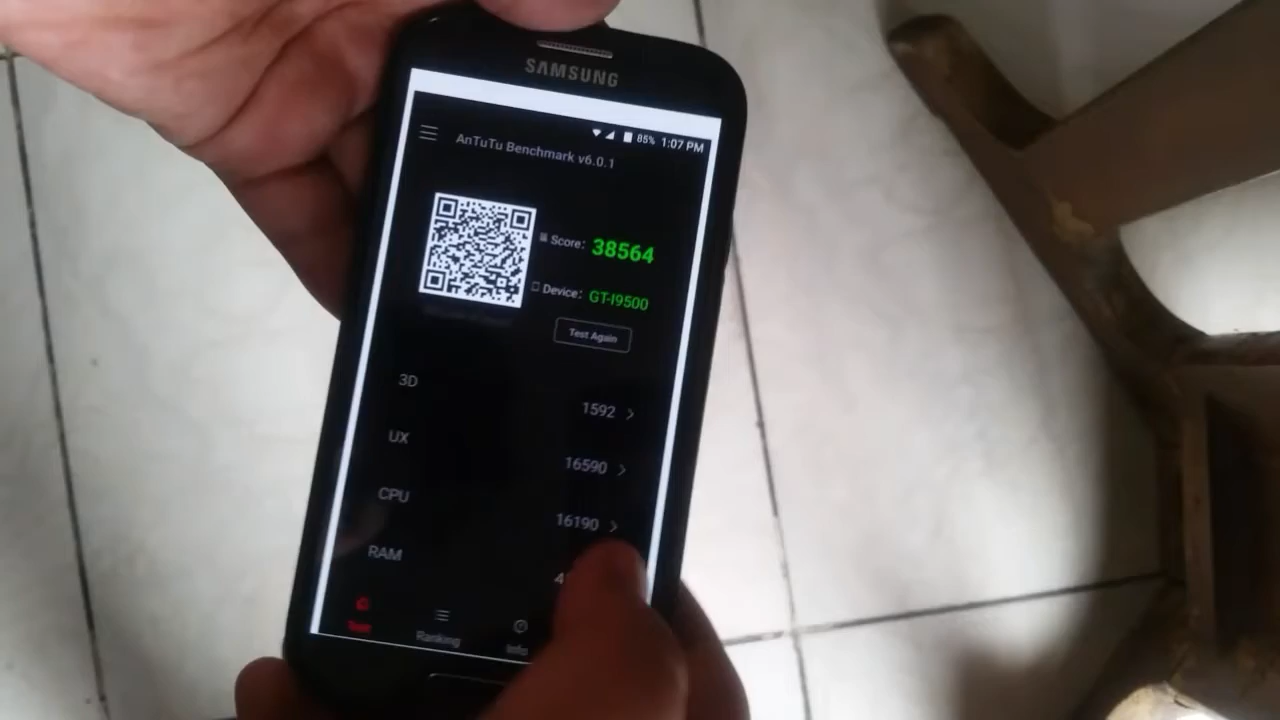 SAMSUNG
85% 1:07 PM
AnTuTu Benchmark v6.0.1
Score: 38564
Device: GT-I9500
Test Again
3D 1592
UX 16590
CPU 16190
RAM
Ranking Info